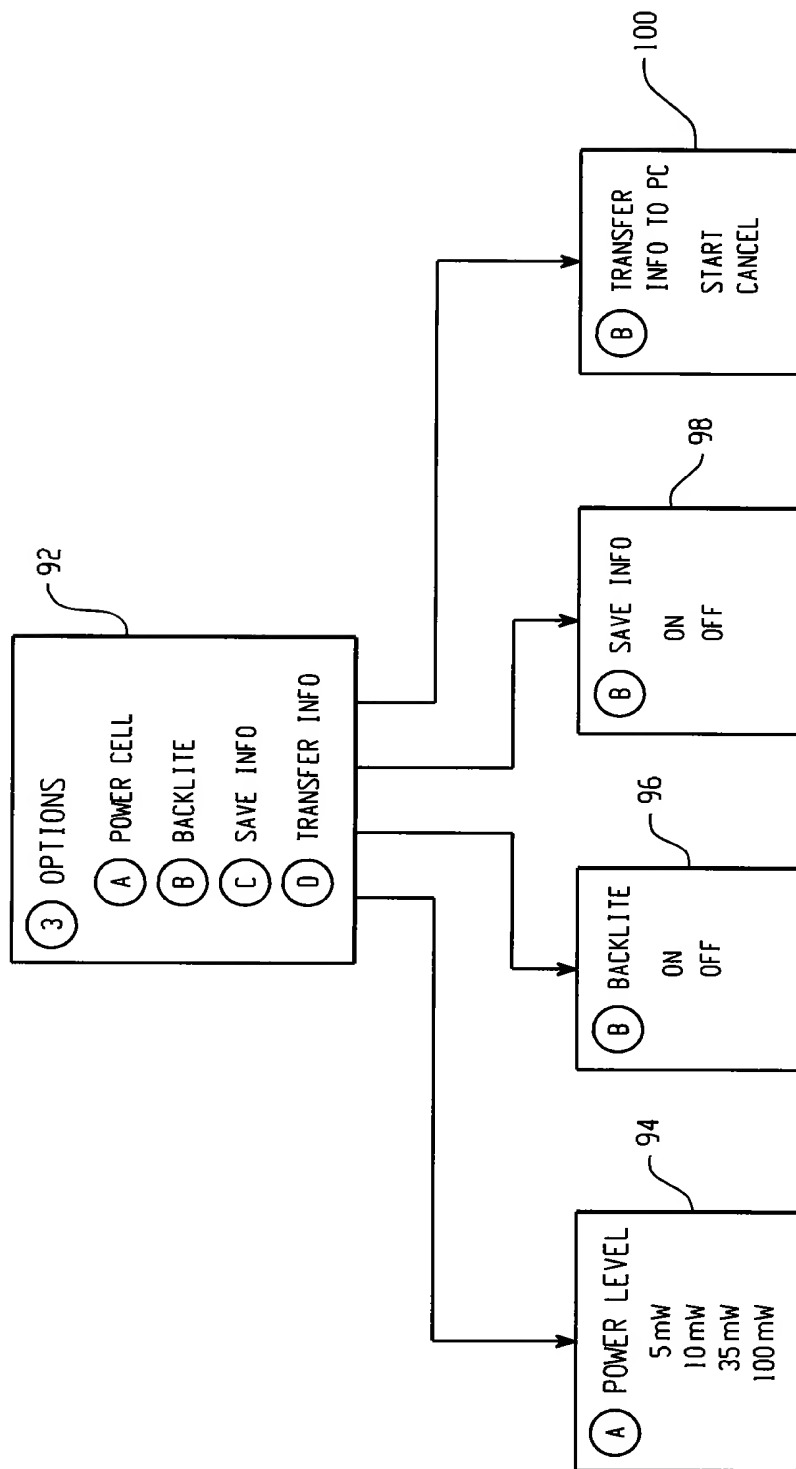 3 OPTIONS
A POWER CELL
B BACKLITE
C SAVE INFO
D TRANSFER INFO
92
A POWER LEVEL
5 mW
10 mW
35 mW
100 mW
94
B BACKLITE
ON
OFF
96
B SAVE INFO
ON
OFF
98
B TRANSFER
INFO TO PC
START
CANCEL
100